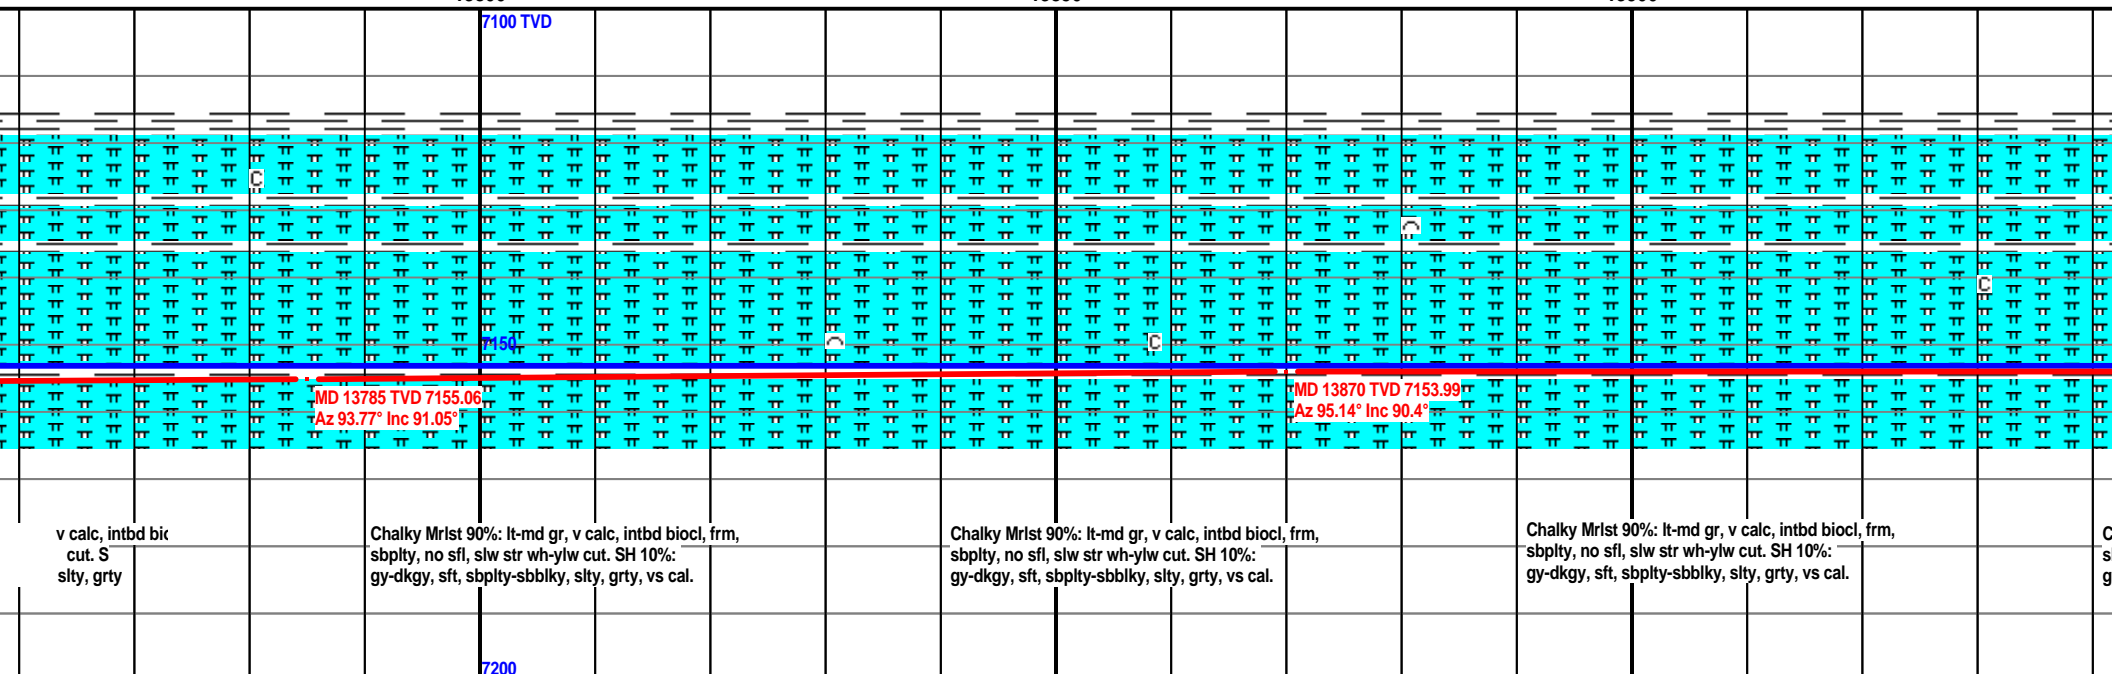 7100 TVD
C
C
7150
C
MD 13785 TVD 7155.06
Az 93.77° Inc 91.05°
MD 13870 TVD 7153.99
Az 95.14° Inc 90.4°
v calc, intbd
cut. S
slty, grty
Chalky Mrlst 90%: lt-md gr, v calc, intbd biocl, frm,
sbplty, no sfl, slw str wh-ylw cut. SH 10%:
gy-dkgy, sft, sbplty-sbblky, slty, grty, vs cal.
Chalky Mrlst 90%: lt-md gr, v calc, intbd biocl, frm,
sbplty, no sfl, slw str wh-ylw cut. SH 10%:
gy-dkgy, sft, sbplty-sbblky, slty, grty, vs cal.
Chalky Mrlst 90%: lt-md gr, v calc, intbd biocl, frm,
sbplty, no sfl, slw str wh-ylw cut. SH 10%:
gy-dkgy, sft, sbplty-sbblky, slty, grty, vs cal.
7200